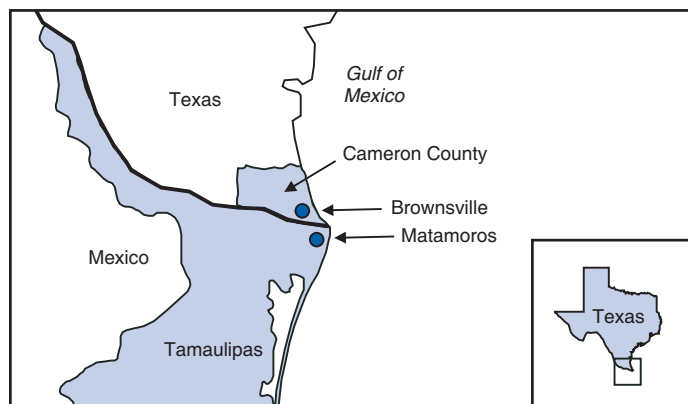 Texas
Gulf of
Mexico
Cameron County
Brownsville
Matamoros
Mexico
Tamaulipas
Texas